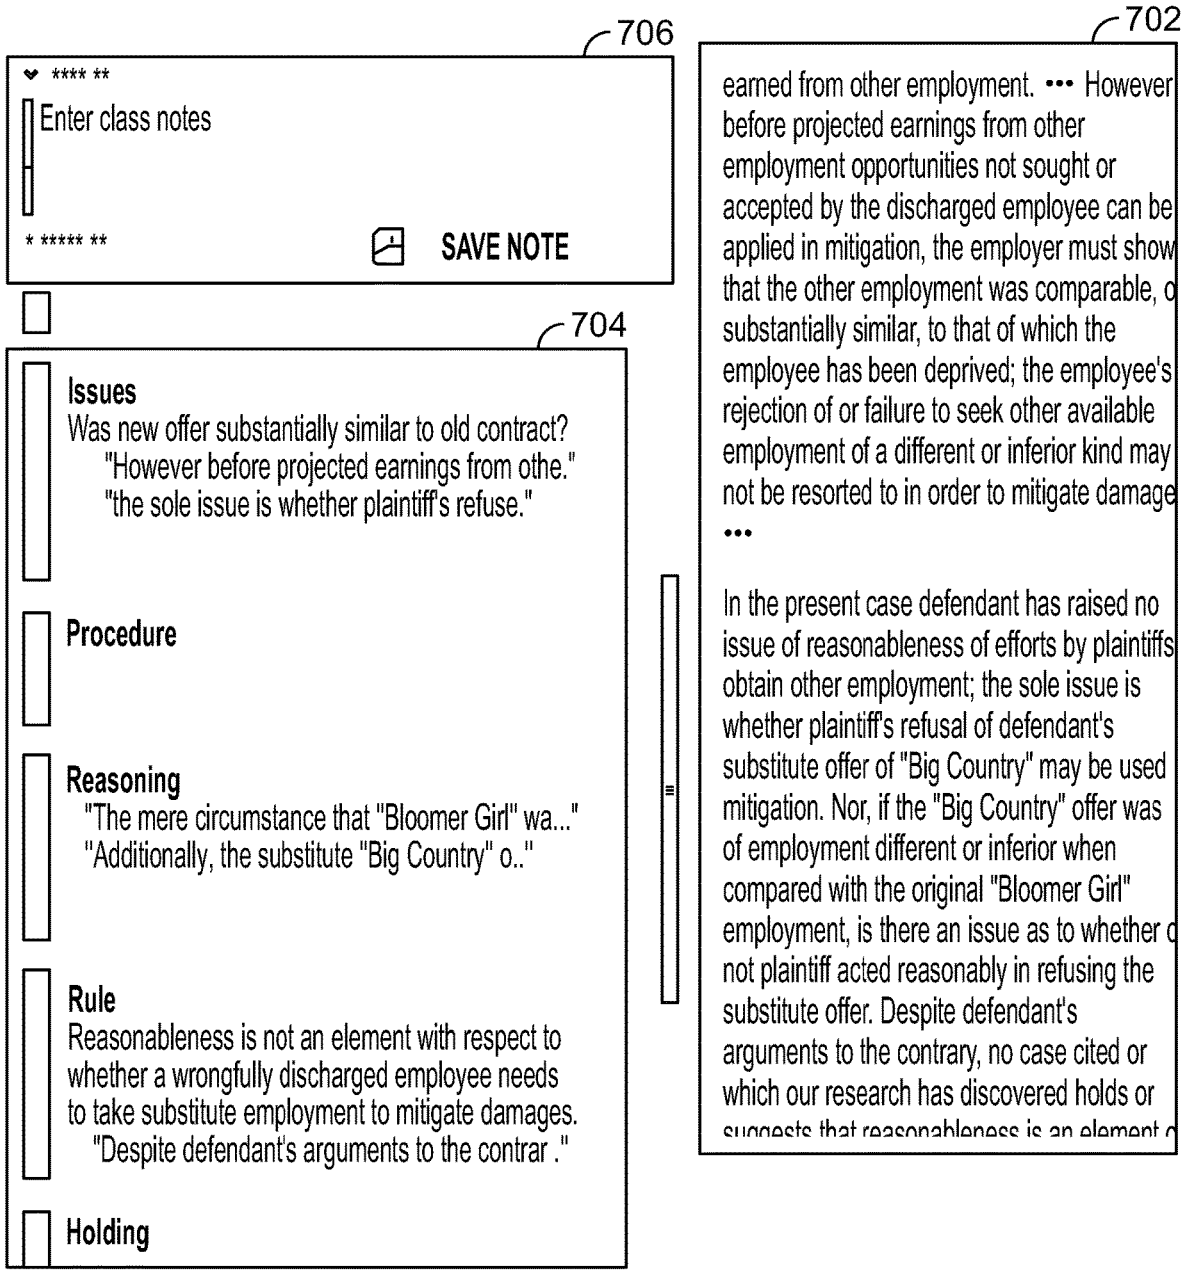 706
**** **
Enter class notes
* ***** **
SAVE NOTE
704
Issues
Was new offer substantially similar to old contract?
"However before projected earnings from othe."
"the sole issue is whether plaintiff's refuse."
Procedure
Reasoning
"The mere circumstance that "Bloomer Girl" wa..."
"Additionally, the substitute "Big Country" o.."
Rule
Reasonableness is not an element with respect to
whether a wrongfully discharged employee needs
to take substitute employment to mitigate damages.
"Despite defendant's arguments to the contrar ."
Holding
702
earned from other employment. ••• However
before projected earnings from other
employment opportunities not sought or
accepted by the discharged employee can be
applied in mitigation, the employer must show
that the other employment was comparable, o
substantially similar, to that of which the
employee has been deprived; the employee's
rejection of or failure to seek other available
employment of a different or inferior kind may
not be resorted to in order to mitigate damage
•••
In the present case defendant has raised no
issue of reasonableness of efforts by plaintiffs
obtain other employment; the sole issue is
whether plaintiff's refusal of defendant's
substitute offer of "Big Country" may be used
mitigation. Nor, if the "Big Country" offer was
of employment different or inferior when
compared with the original "Bloomer Girl"
employment, is there an issue as to whether o
not plaintiff acted reasonably in refusing the
substitute offer. Despite defendant's
arguments to the contrary, no case cited or
which our research has discovered holds or
suggests that reasonableness is an element o